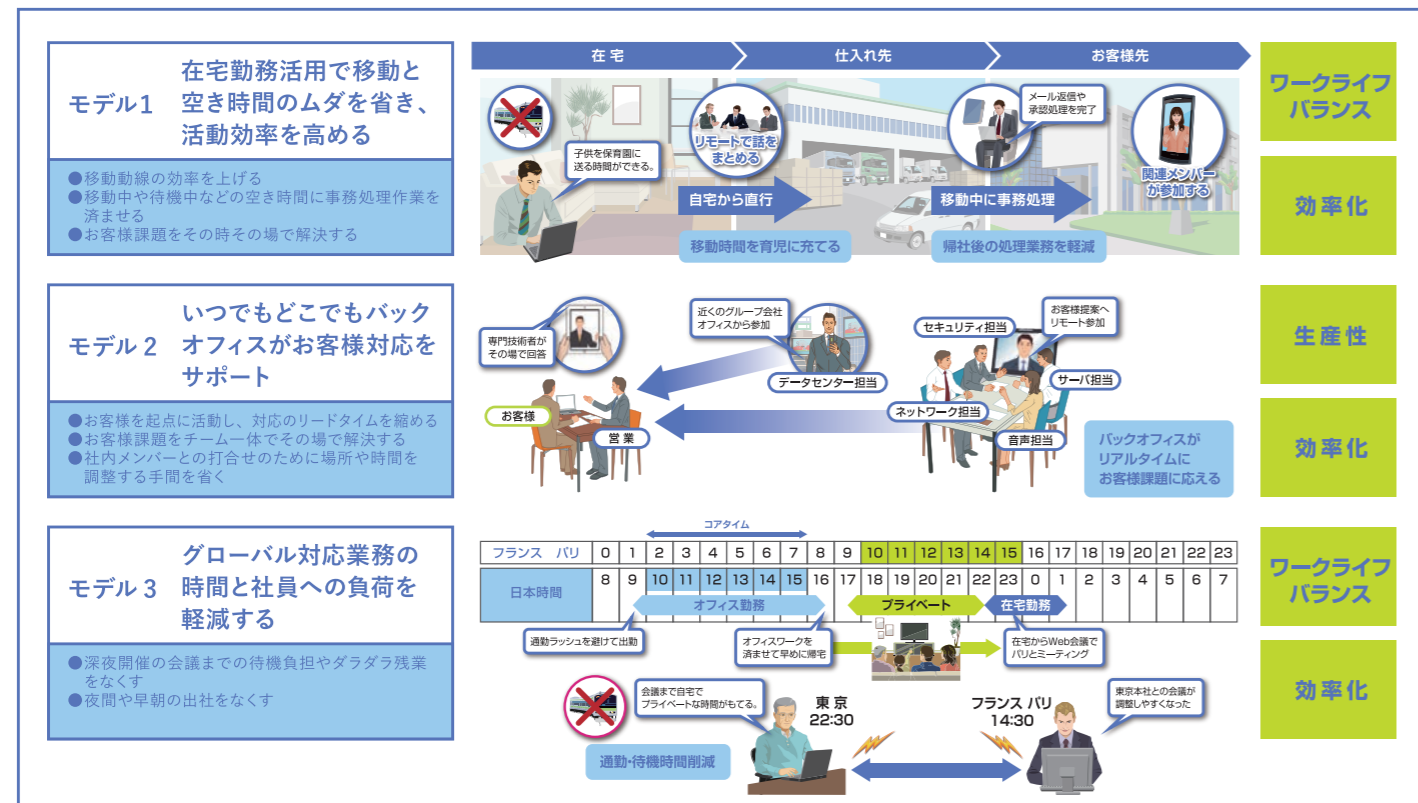 モデル1
在宅勤務活用で移動と
空き時間のムダを省き、
活動効率を高める
●移動動線の効率を上げる
●移動中や待機中などの空き時間に事務処理作業を
済ませる
●お客様課題をその時その場で解決する
在宅
仕入れ先
お客様先
子供を保育園に
送る時間ができる。
リモートで話を
まとめる
自宅から直行
移動時間を育児に充てる
メール返信や
承認処理を完了
移動中に事務処理
帰社後の処理業務を軽減
関連メンバー
が参加する
ワークライフ
バランス
効率化
モデル2
いつでもどこでもバック
オフィスがお客様対応を
サポート
●お客様を起点に活動し、対応のリードタイムを縮める
●お客様課題をチーム一体でその場で解決する
●社内メンバーとの打合せのために場所や時間を
調整する手間を省く
専門技術者が
その場で回答
お客様
営業
近くのグループ会社
オフィスから参加
データセンター担当
セキュリティ担当
お客様提案へ
リモート参加
サーバ担当
ネットワーク担当
音声担当
バックオフィスが
リアルタイムに
お客様課題に応える
生産性
効率化
モデル3
グローバル対応業務の
時間と社員への負荷を
軽減する
●深夜開催の会議までの待機負担やダラダラ残業
をなくす
●夜間や早朝の出社をなくす
コアタイム
フランス パリ 0 1 2 3 4 5 6 7 8 9 10 11 12 13 14 15 16 17 18 19 20 21 22 23
日本時間 8 9 10 11 12 13 14 15 16 17 18 19 20 21 22 23 0 1 2 3 4 5 6 7
オフィス勤務
プライベート
在宅勤務
通勤ラッシュを避けて出勤
オフィスワークを
済ませて早めに帰宅
在宅からWeb会議で
パリとミーティング
会議まで自宅で
プライベートな時間がもてる。
東京
22:30
フランス パリ
14:30
東京本社との会議が
調整しやすくなった
通勤・待機時間削減
ワークライフ
バランス
効率化